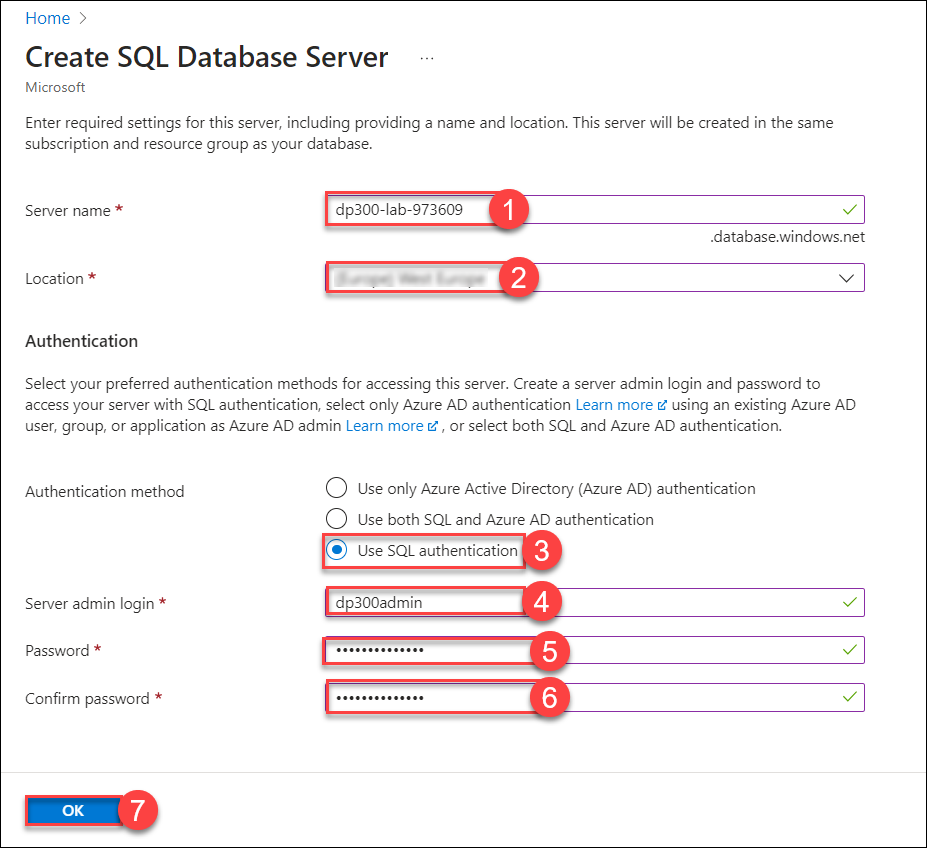 Home
Create SQL Database Server ...
Microsoft
Enter required settings for this server, including providing a name and location. This server will be created in the same
subscription and resource group as your database.
Server name * dp300-lab-973609 1
.database.windows.net
Location * (Europe) West Europe 2
Authentication
Select your preferred authentication methods for accessing this server. Create a server admin login and password to
access your server with SQL authentication, select only Azure AD authentication Learn more using an existing Azure AD
user, group, or application as Azure AD admin Learn more , or select both SQL and Azure AD authentication.
Authentication method
Use only Azure Active Directory (Azure AD) authentication
Use both SQL and Azure AD authentication
Use SQL authentication 3
Server admin login * dp300admin 4
Password * •••••••••••••• 5
Confirm password * •••••••••••••• 6
OK 7